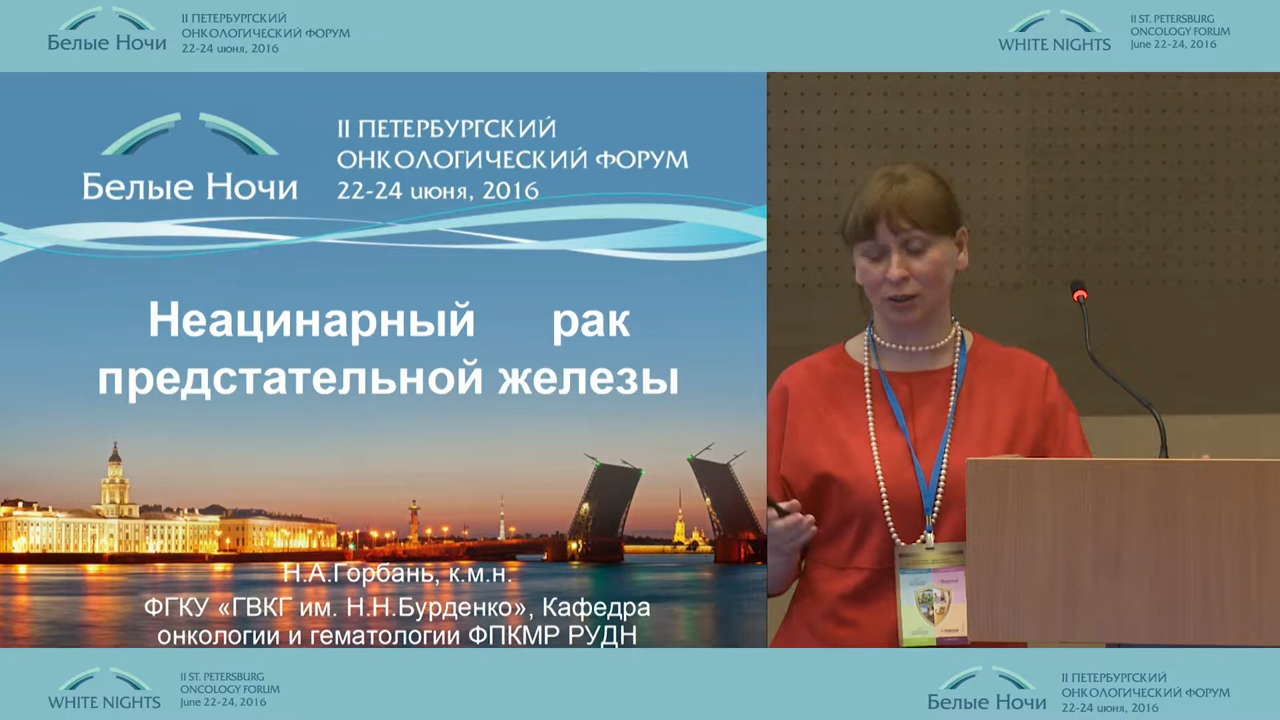 Белые Ночи
II ПЕТЕРБУРГСКИЙ
ОНКОЛОГИЧЕСКИЙ ФОРУМ
22-24 июня, 2016
WHITE NIGHTS
II ST. PETERSBURG
ONCOLOGY FORUM
June 22-24, 2016
Белые Ночи
II ПЕТЕРБУРГСКИЙ
ОНКОЛОГИЧЕСКИЙ ФОРУМ
22-24 июня, 2016
Неацинарный рак
предстательной железы
Н.А.Горбань, к.м.н.
ФГКУ «ГВКГ им. Н.Н.Бурденко», Кафедра
онкологии и гематологии ФПКМР РУДН
WHITE NIGHTS
II ST. PETERSBURG
ONCOLOGY FORUM
June 22-24, 2016
Белые Ночи
II ПЕТЕРБУРГСКИЙ
ОНКОЛОГИЧЕСКИЙ ФОРУМ
22-24 июня, 2016